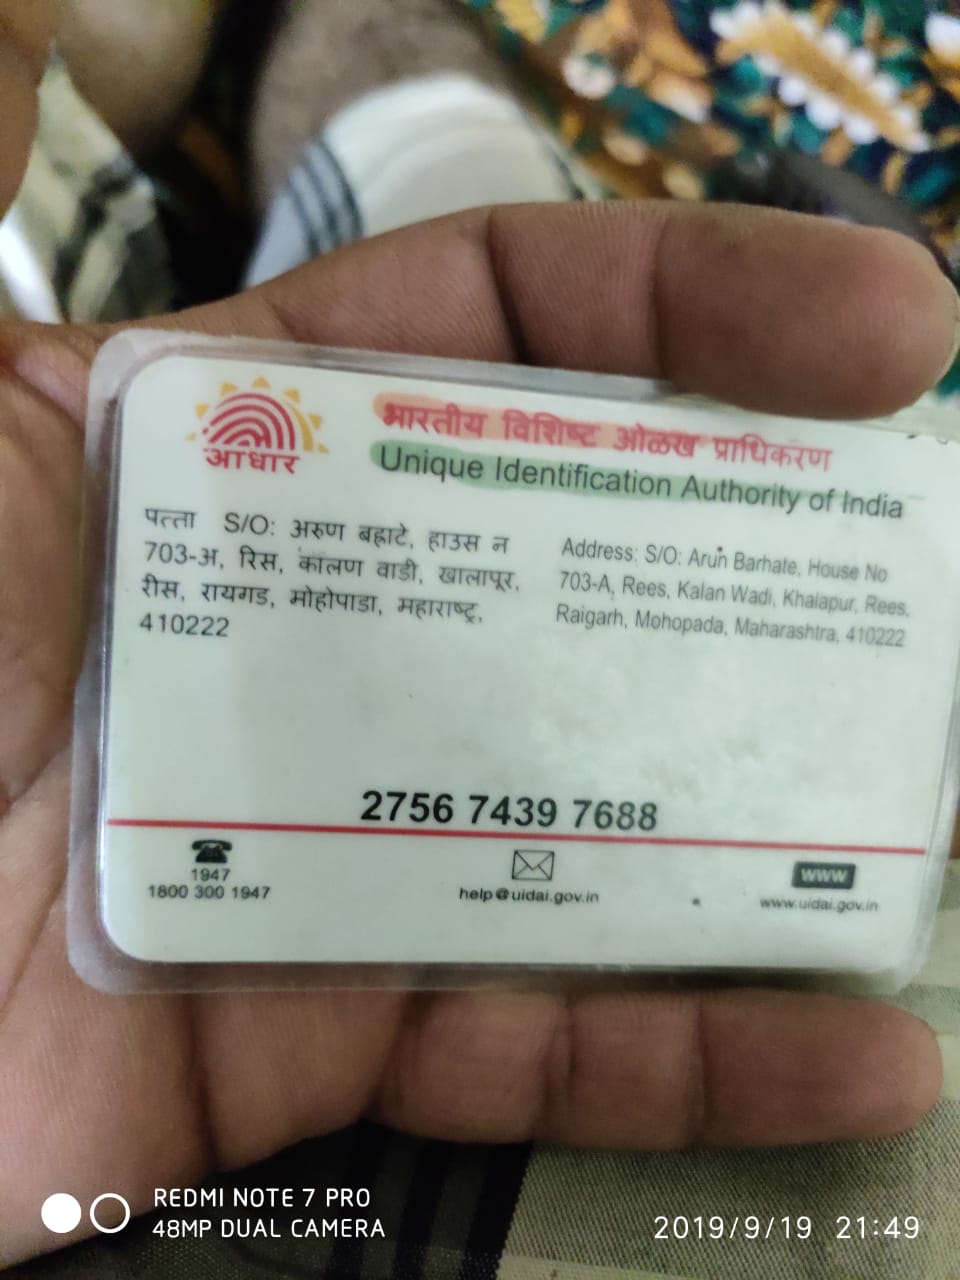 आधार
भारतीय विशिष्ट ओळख प्राधिकरण
Unique Identification Authority of India
पत्ता S/O: अरुण बह्राटे, हाउस न
703-अ, रिस, कालण वाडी, खालापूर,
रीस, रायगड, मोहोपाडा, महाराष्ट्र,
410222
Address: S/O: Arun Barhate, House No
703-A, Rees, Kalan Wadi, Khalapur, Rees,
Raigarh, Mohopada, Maharashtra, 410222
2756 7439 7688
1947
1800 300 1947
help@uidai.gov.in
www
www.uidai.gov.in
REDMI NOTE 7 PRO
48MP DUAL CAMERA
2019/9/19 21:49